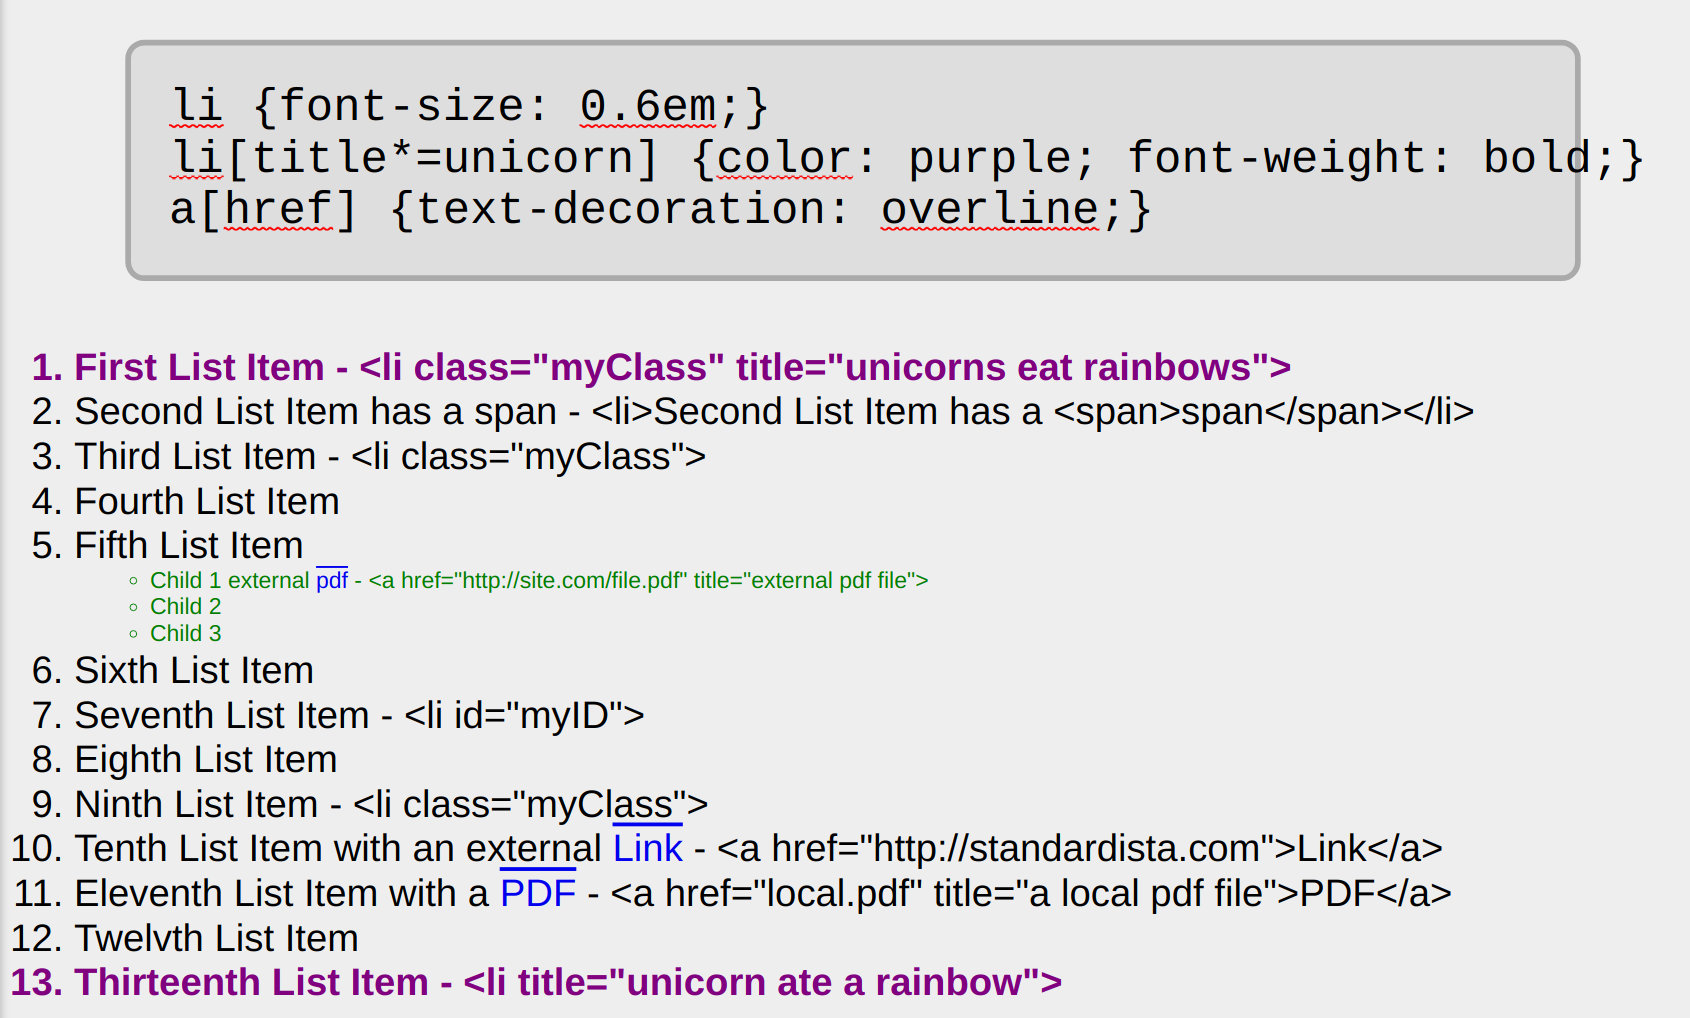 li {font-size: 0.6em;}
li[title*=unicorn] {color: purple; font-weight: bold;}
a[href] {text-decoration: overline;}
1. First List Item - <li class="myClass" title="unicorns eat rainbows">
2. Second List Item has a span - <li>Second List Item has a <span>span</span></li>
3. Third List Item - <li class="myClass">
4. Fourth List Item
5. Fifth List Item
◦ Child 1 external pdf - <a href="http://site.com/file.pdf" title="external pdf file">
◦ Child 2
◦ Child 3
6. Sixth List Item
7. Seventh List Item - <li id="myID">
8. Eighth List Item
9. Ninth List Item - <li class="myClass">
10. Tenth List Item with an external Link - <a href="http://standardista.com">Link</a>
11. Eleventh List Item with a PDF - <a href="local.pdf" title="a local pdf file">PDF</a>
12. Twelvth List Item
13. Thirteenth List Item - <li title="unicorn ate a rainbow">